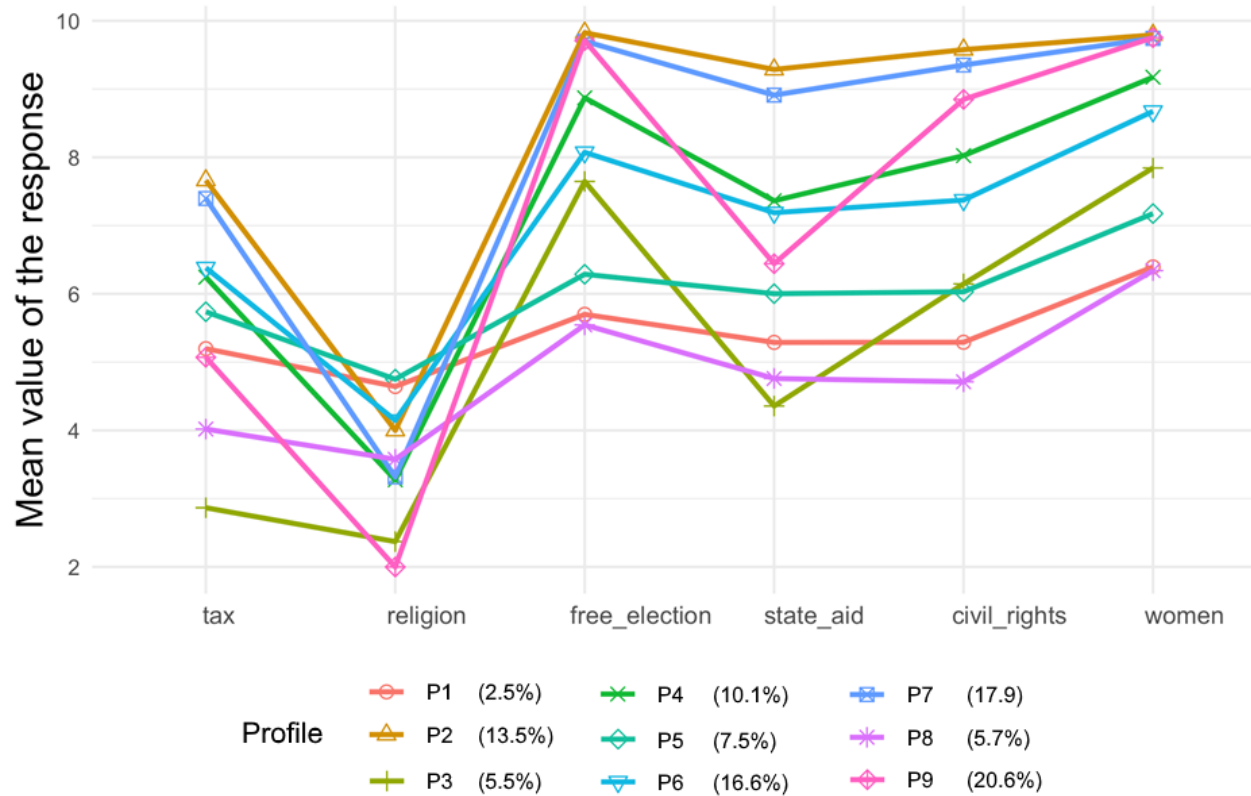 Mean value of the response
10
8
6
4
2
tax religion free_election state_aid civil_rights women
Profile
P1 (2.5%) P4 (10.1%) P7 (17.9)
P2 (13.5%) P5 (7.5%) P8 (5.7%)
P3 (5.5%) P6 (16.6%) P9 (20.6%)